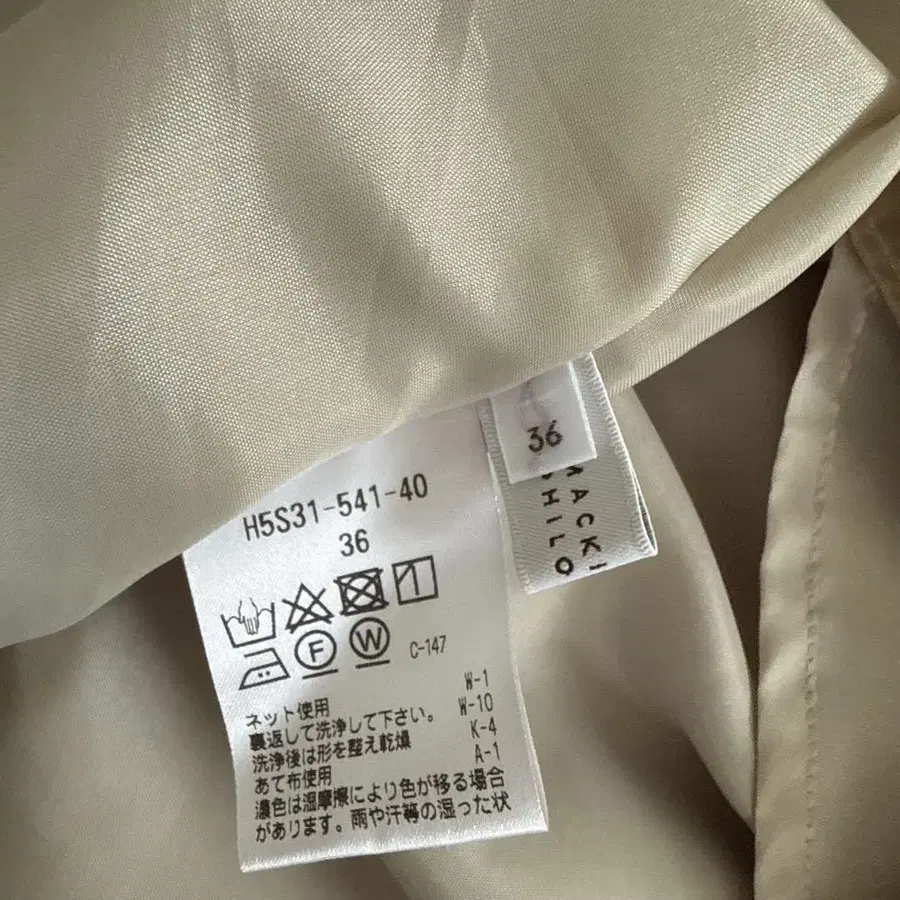 36
MACKI
HILO
H5S31-541-40
36
F W C-147
W-1
ネット使用 W-10
裏返して洗浄して下さい。 K-4
洗浄後は形を整え乾燥 A-1
あて布使用
濃色は湿摩擦により色が移る場合
があります。雨や汗等の湿った状